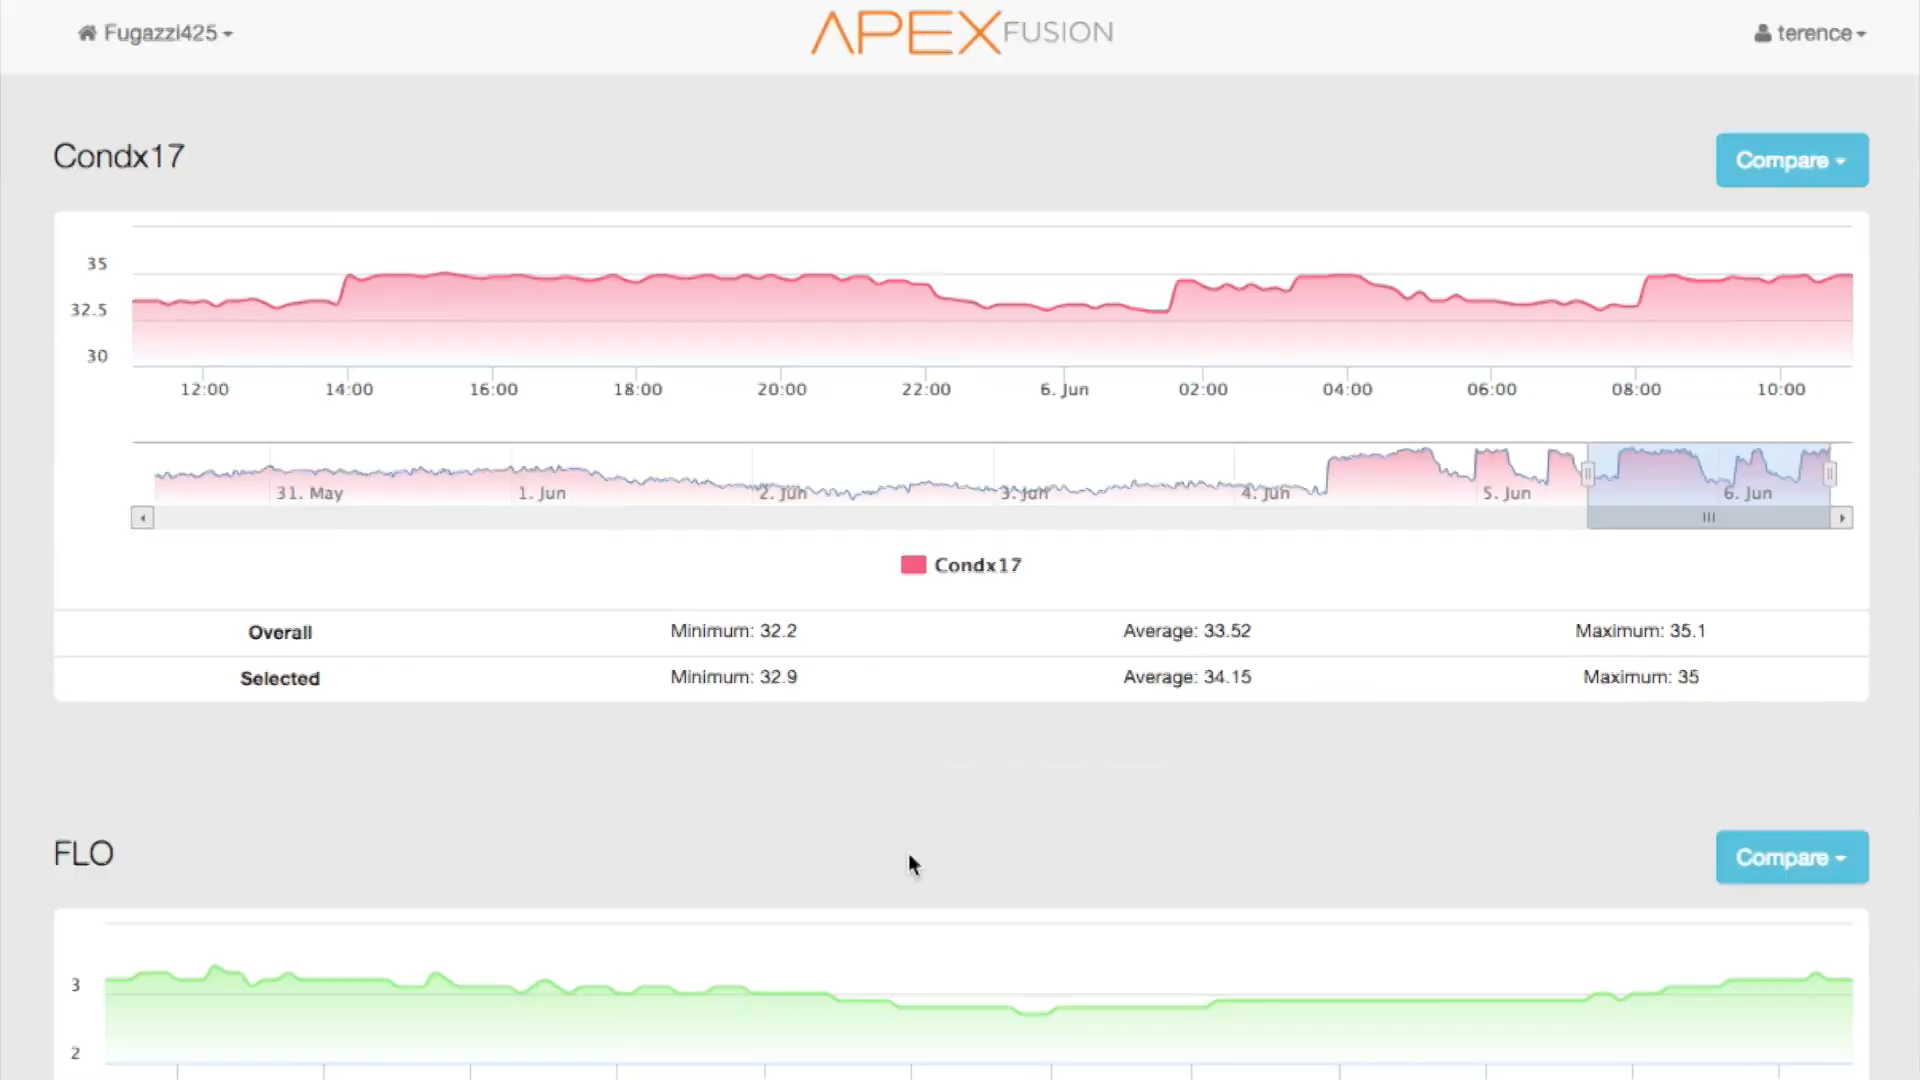 Fugazzi425
APEX FUSION
terence
Condx17
Compare
35
32.5
30
12:00 14:00 16:00 18:00 20:00 22:00 6. Jun 02:00 04:00 06:00 08:00 10:00
31. May 1. Jun 2. Jun 3. Jun 4. Jun 5. Jun 6. Jun
Condx17
Overall Minimum: 32.2 Average: 33.52 Maximum: 35.1
Selected Minimum: 32.9 Average: 34.15 Maximum: 35
FLO
Compare
3
2